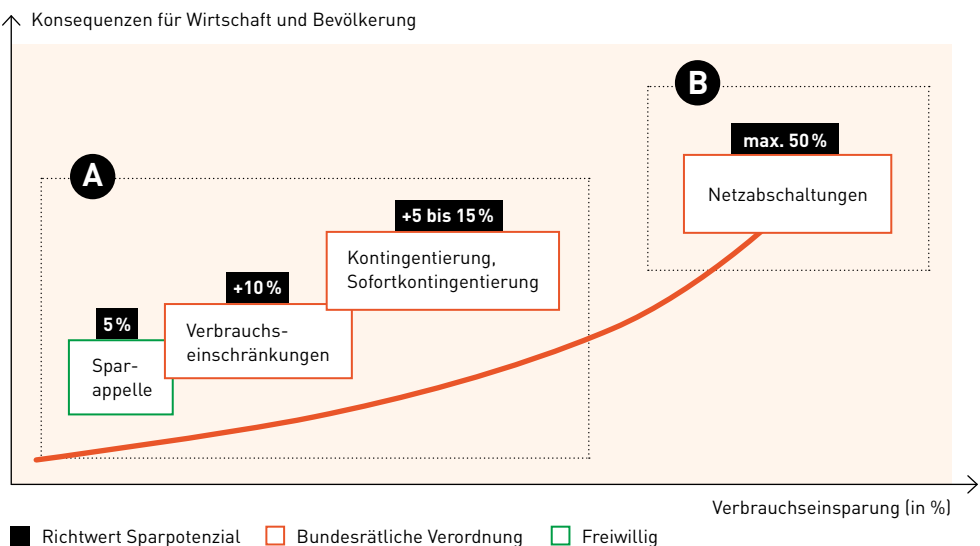 Konsequenzen für Wirtschaft und Bevölkerung
B
max. 50 %
Netzabschaltungen
A
+5 bis 15 %
Kontingentierung,
Sofortkontingentierung
+10 %
Verbrauchs-
einschränkungen
5 %
Spar-
appelle
Verbrauchseinsparung (in %)
Richtwert Sparpotenzial
Bundesrätliche Verordnung
Freiwillig